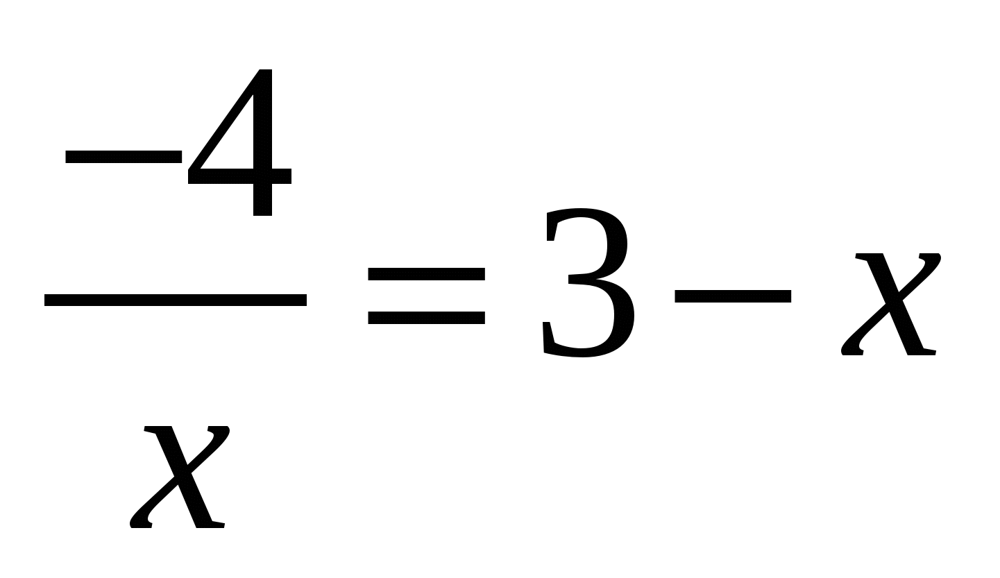 −4/x = 3 − x